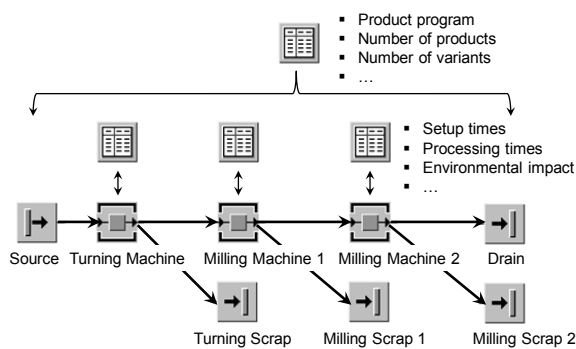 ▪ Product program
▪ Number of products
▪ Number of variants
▪ ...
▪ Setup times
▪ Processing times
▪ Environmental impact
▪ ...
Source Turning Machine Milling Machine 1 Milling Machine 2 Drain
Turning Scrap Milling Scrap 1 Milling Scrap 2